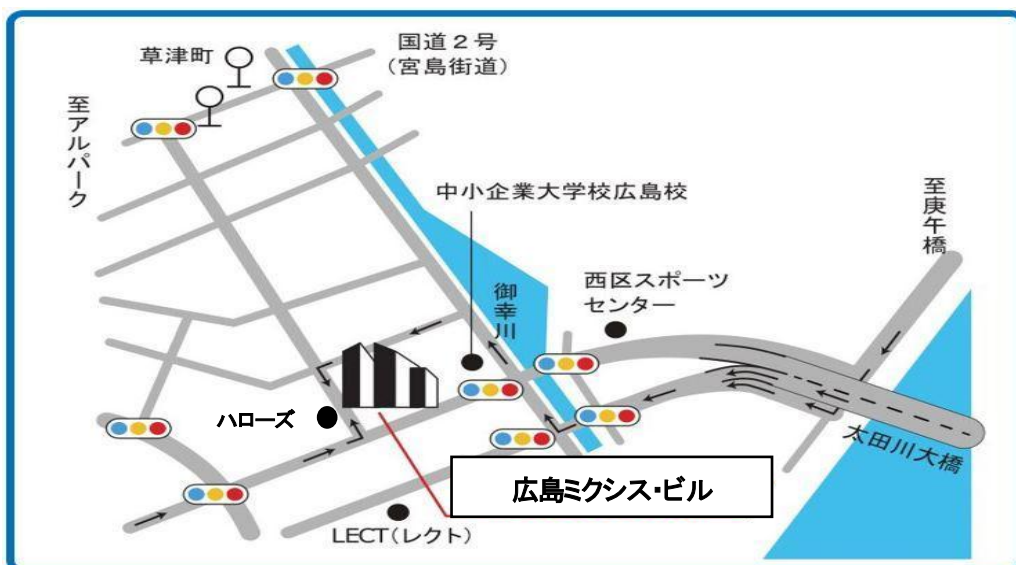 国道２号
（宮島街道）
草津町
至アルパーク
中小企業大学校広島校
至庚午橋
西区スポーツ
センター
御幸川
ハローズ
太田川大橋
広島ミクシス・ビル
LECT(レクト)